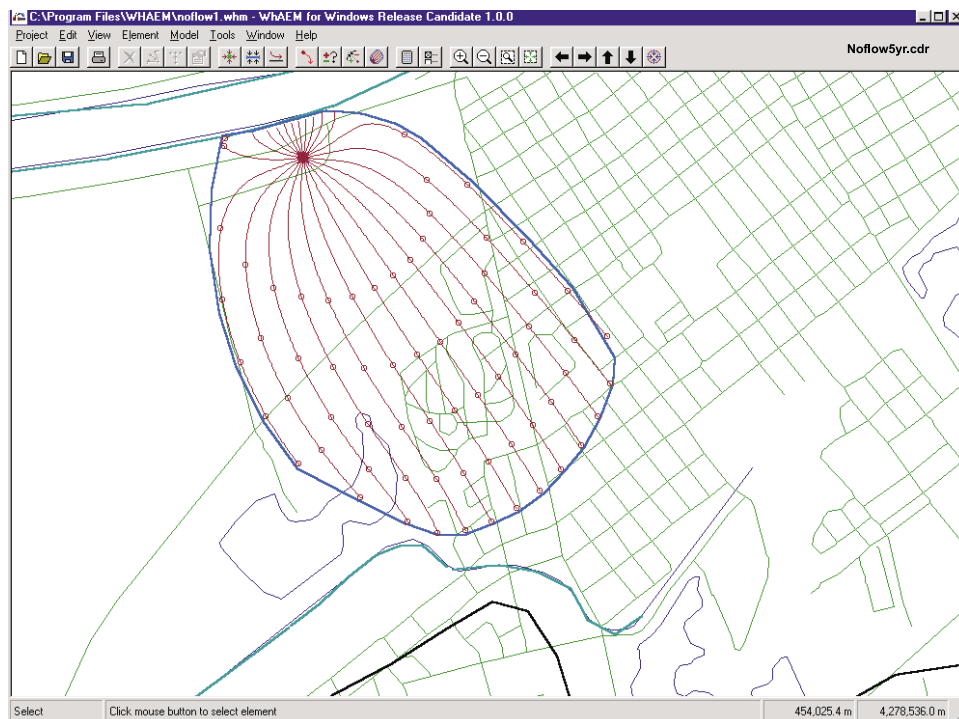 C:\Program Files\WHAEM\noflow1.whm - WhAEM for Windows Release Candidate 1.0.0
Project Edit View Element Model Tools Window Help
Noflow5yr.cdr
Select Click mouse button to select element 454,025.4 m 4,278,536.0 m